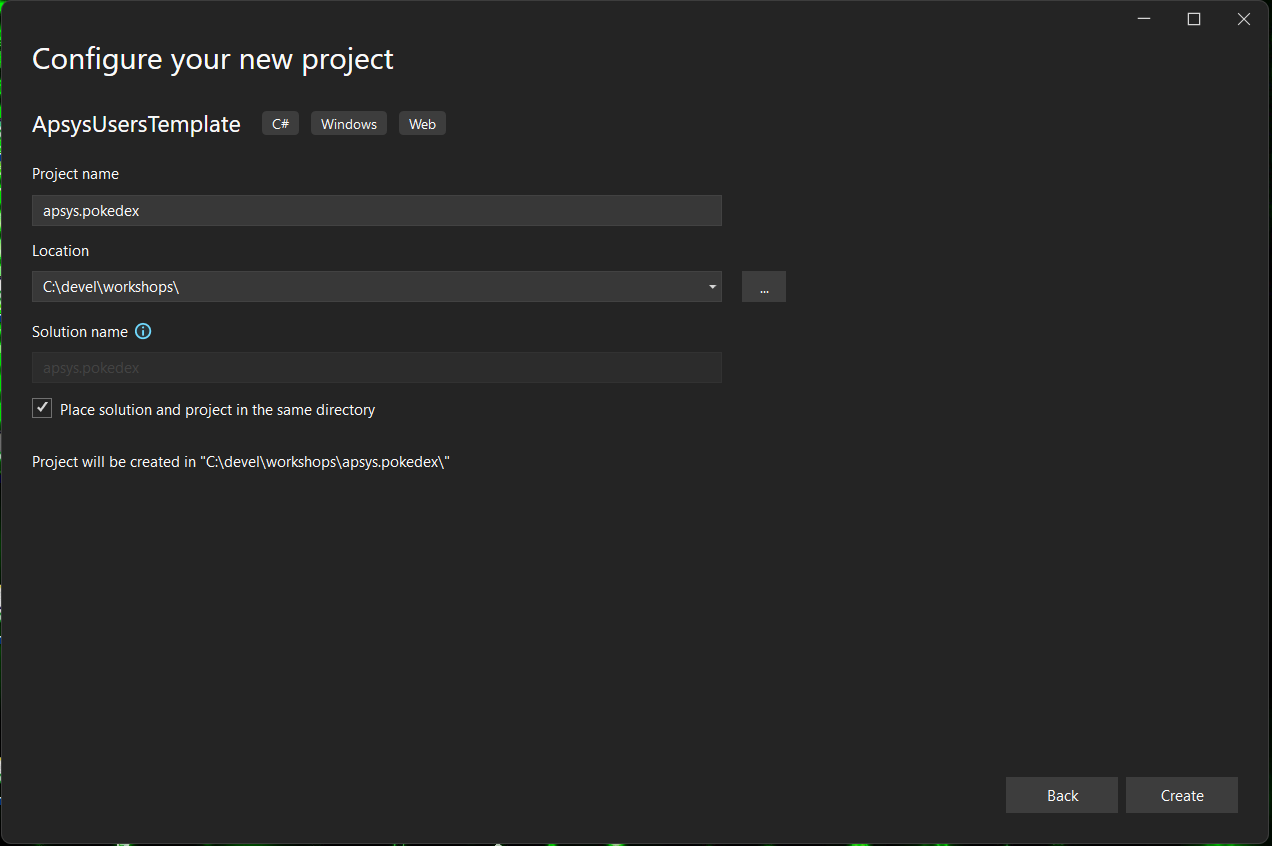 Configure your new project
ApsysUsersTemplate C# Windows Web
Project name
apsys.pokedex
Location
C:\devel\workshops\ ...
Solution name
apsys.pokedex
Place solution and project in the same directory
Project will be created in "C:\devel\workshops\apsys.pokedex\"
Back Create